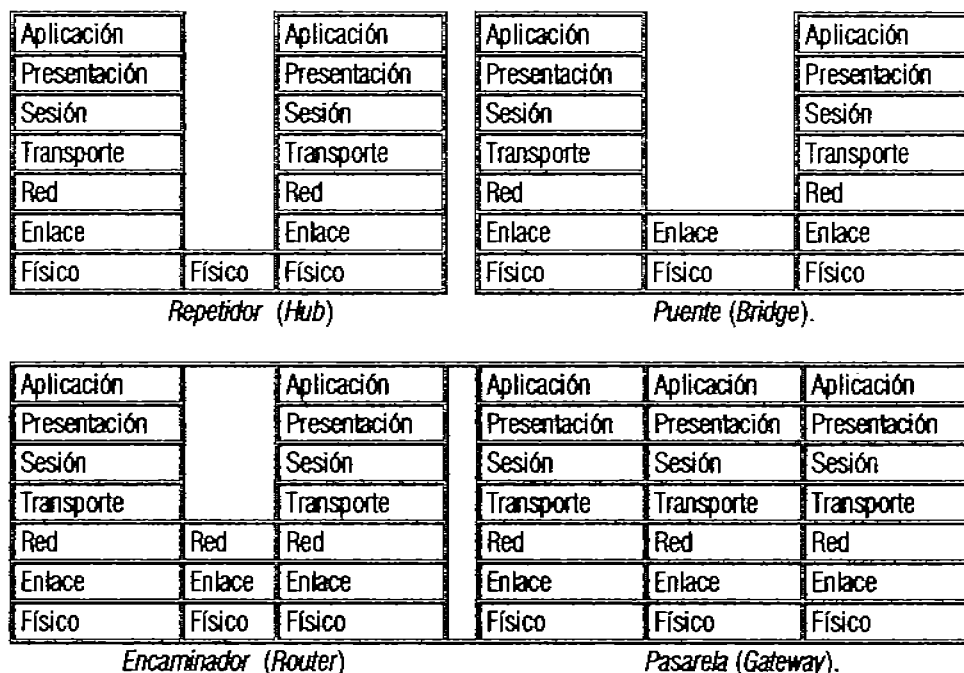 Aplicación Aplicación
Presentación Presentación
Sesión Sesión
Transporte Transporte
Red Red
Enlace Enlace
Físico Físico Físico
Repetidor (Hub)
Aplicación Aplicación
Presentación Presentación
Sesión Sesión
Transporte Transporte
Red Red
Enlace Enlace Enlace
Físico Físico Físico
Puente (Bridge).
Aplicación Aplicación
Presentación Presentación
Sesión Sesión
Transporte Transporte
Red Red Red
Enlace Enlace Enlace
Físico Físico Físico
Encaminador (Router)
Aplicación Aplicación Aplicación
Presentación Presentación Presentación
Sesión Sesión Sesión
Transporte Transporte Transporte
Red Red Red
Enlace Enlace Enlace
Físico Físico Físico
Pasarela (Gateway).